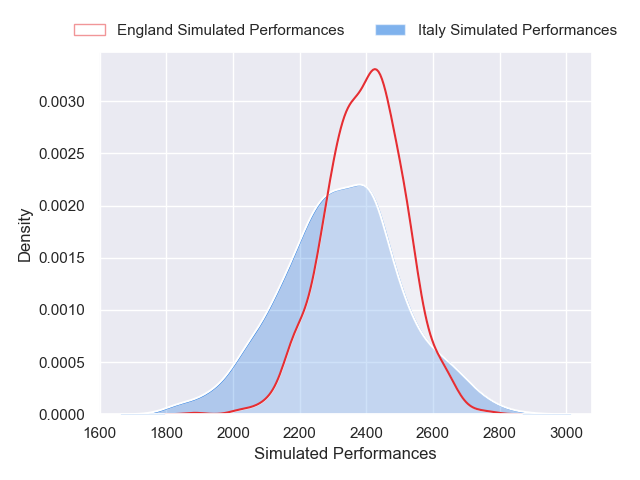 England Simulated Performances Italy Simulated Performances
0.0030
0.0025
0.0020
0.0015
0.0010
0.0005
0.0000
Density
1600 1800 2000 2200 2400 2600 2800 3000
Simulated Performances